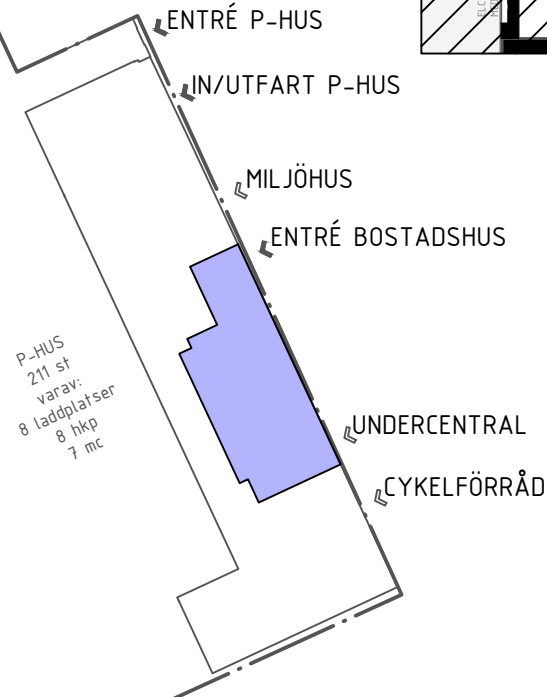 ENTRÉ P-HUS
IN/UTFART P-HUS
MILJÖHUS
ENTRÉ BOSTADSHUS
P-HUS
211 st
varav:
8 laddplatser
8 hkp
7 mc
UNDERCENTRAL
CYKELFÖRRÅD